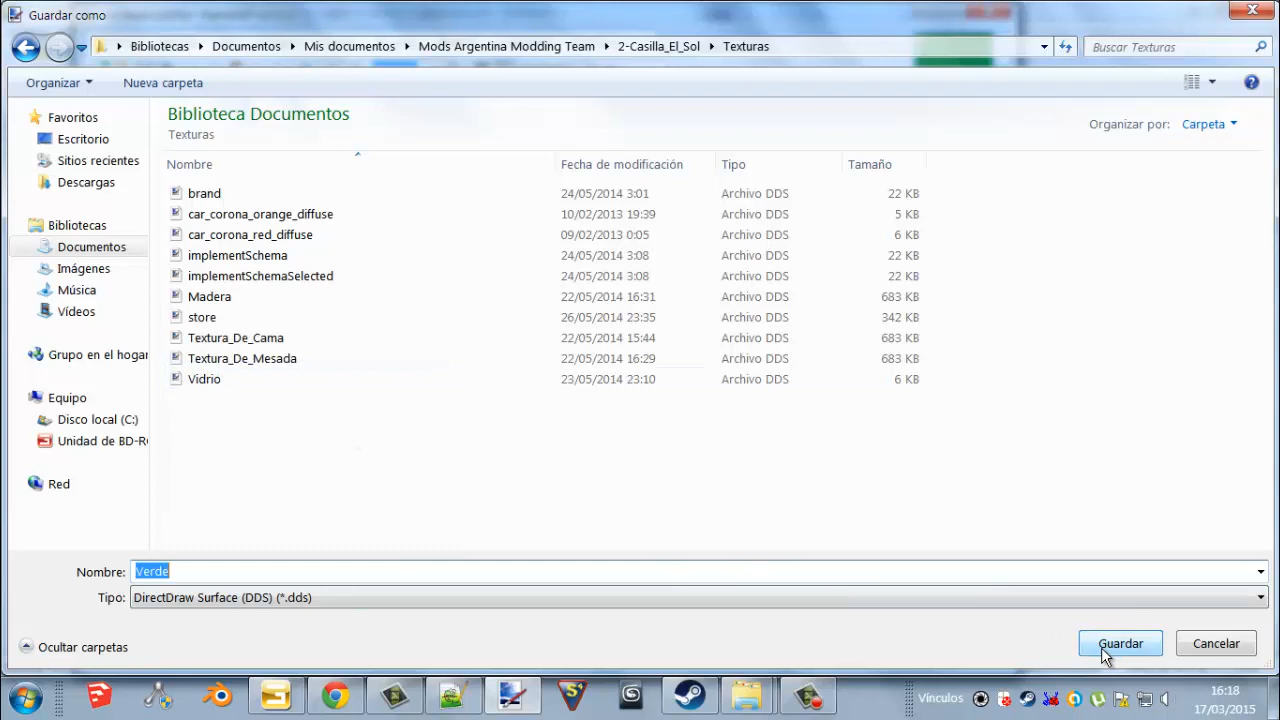 Guardar como
Bibliotecas Documentos Mis documentos Mods Argentina Modding Team 2-Casilla_El_Sol Texturas
Buscar Texturas
Organizar Nueva carpeta
Favoritos
Escritorio
Sitios recientes
Descargas
Bibliotecas
Documentos
Imágenes
Música
Vídeos
Grupo en el hogar
Equipo
Disco local (C:)
Unidad de BD-RO
Red
Biblioteca Documentos
Texturas
Organizar por: Carpeta
Nombre Fecha de modificación Tipo Tamaño
brand 24/05/2014 3:01 Archivo DDS 22 KB
car_corona_orange_diffuse 10/02/2013 19:39 Archivo DDS 5 KB
car_corona_red_diffuse 09/02/2013 0:05 Archivo DDS 6 KB
implementSchema 24/05/2014 3:08 Archivo DDS 22 KB
implementSchemaSelected 24/05/2014 3:08 Archivo DDS 22 KB
Madera 22/05/2014 16:31 Archivo DDS 683 KB
store 26/05/2014 23:35 Archivo DDS 342 KB
Textura_De_Cama 22/05/2014 15:44 Archivo DDS 683 KB
Textura_De_Mesada 22/05/2014 16:29 Archivo DDS 683 KB
Vidrio 23/05/2014 23:10 Archivo DDS 6 KB
Nombre: Verde
Tipo: DirectDraw Surface (DDS) (*.dds)
Ocultar carpetas
Guardar Cancelar
Vínculos
16:18
17/03/2015